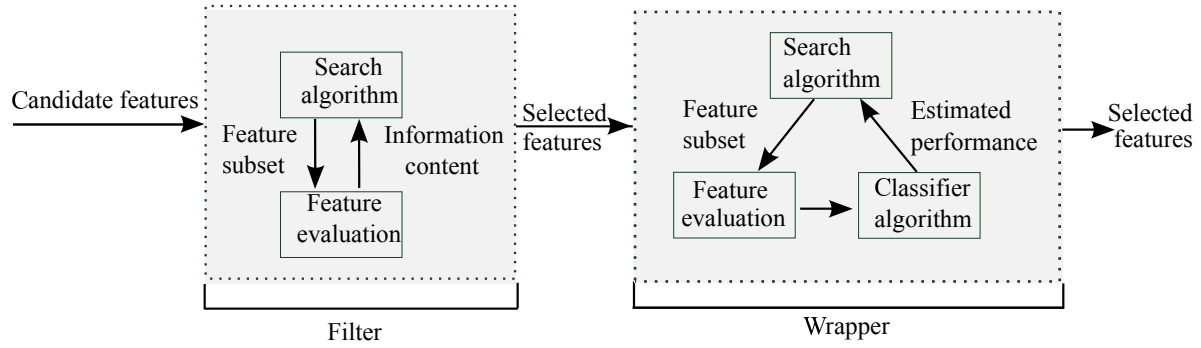 Candidate features
Search
algorithm
Feature
subset
Information
content
Feature
evaluation
Filter
Selected
features
Search
algorithm
Feature
subset
Estimated
performance
Feature
evaluation
Classifier
algorithm
Wrapper
Selected
features